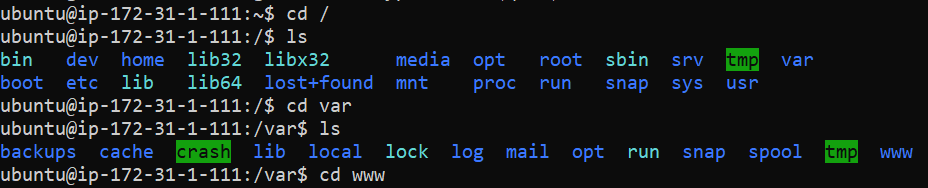 ubuntu@ip-172-31-1-111:~$ cd /
ubuntu@ip-172-31-1-111:/$ ls
bin dev home lib32 libx32 media opt root sbin srv tmp var
boot etc lib lib64 lost+found mnt proc run snap sys usr
ubuntu@ip-172-31-1-111:/$ cd var
ubuntu@ip-172-31-1-111:/var$ ls
backups cache crash lib local lock log mail opt run snap spool tmp www
ubuntu@ip-172-31-1-111:/var$ cd www